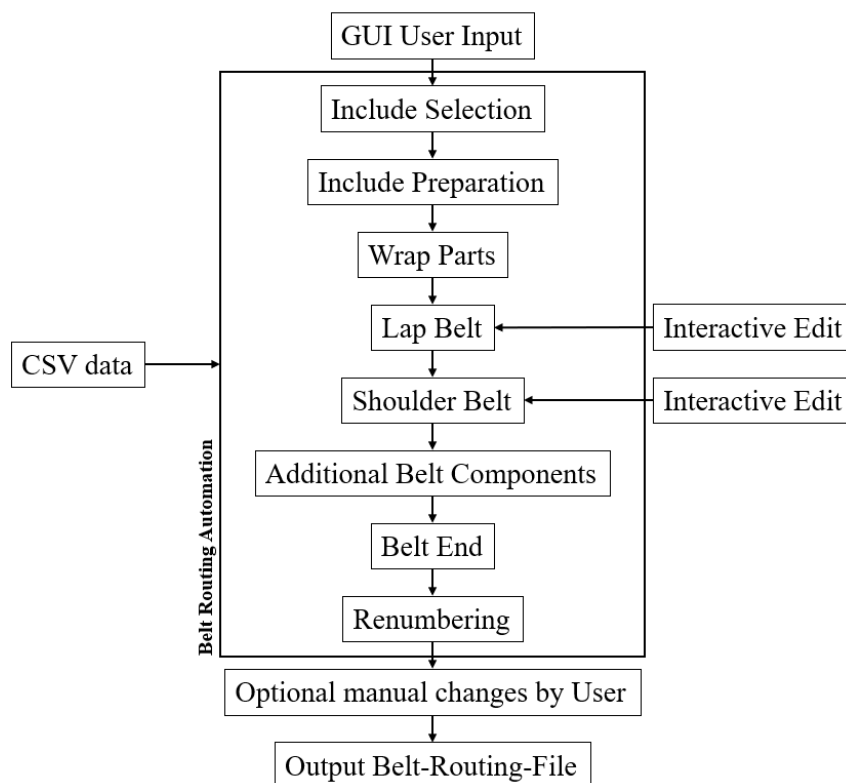 GUI User Input
Include Selection
Include Preparation
Wrap Parts
Lap Belt
Interactive Edit
CSV data
Shoulder Belt
Interactive Edit
Additional Belt Components
Belt End
Renumbering
Belt Routing Automation
Optional manual changes by User
Output Belt-Routing-File